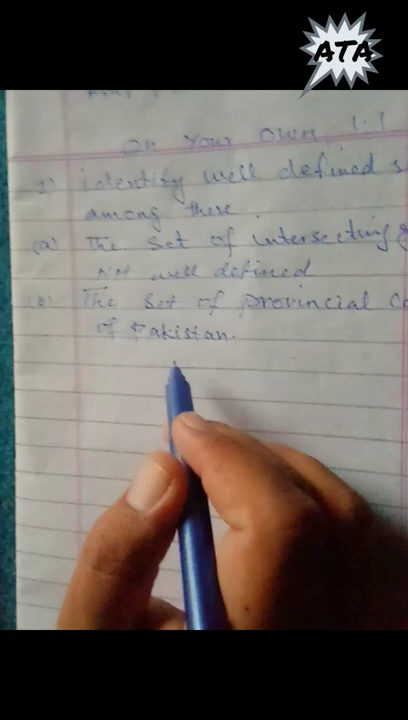 ATA
On Your Own 1.1
identify well defined s
among these
(a) The set of intersecting
Not well defined
(b) The set of provincial C
of Pakistan.